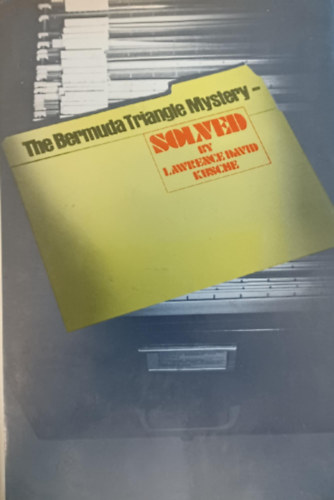 The Bermuda Triangle Mystery—
SOLVED
BY
LAWRENCE DAVID
KUSCHE